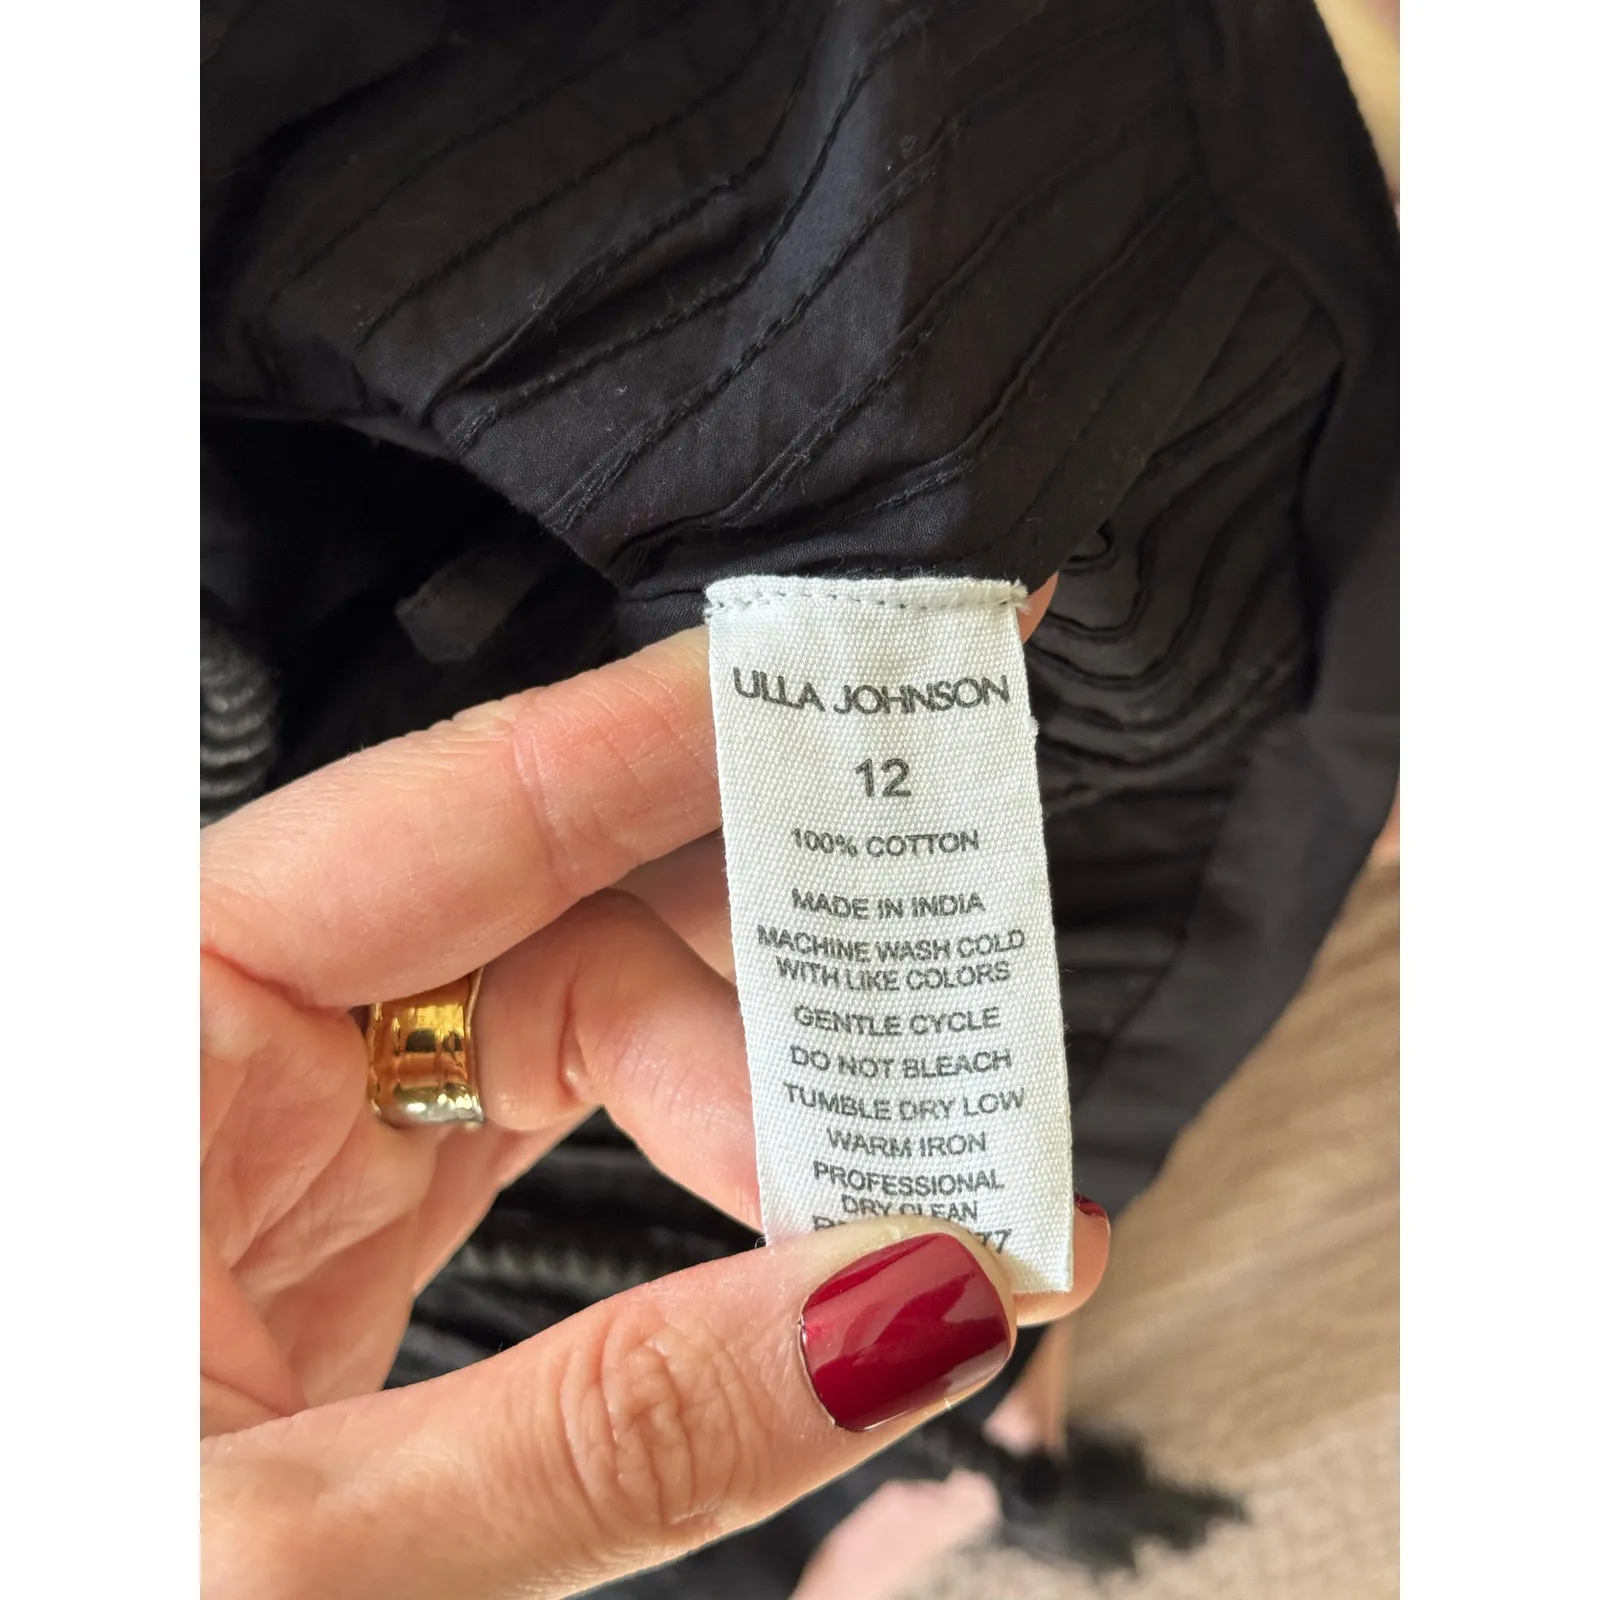 ULLA JOHNSON
12
100% COTTON
MADE IN INDIA
MACHINE WASH COLD
WITH LIKE COLORS
GENTLE CYCLE
DO NOT BLEACH
TUMBLE DRY LOW
WARM IRON
PROFESSIONAL
DRY CLEAN